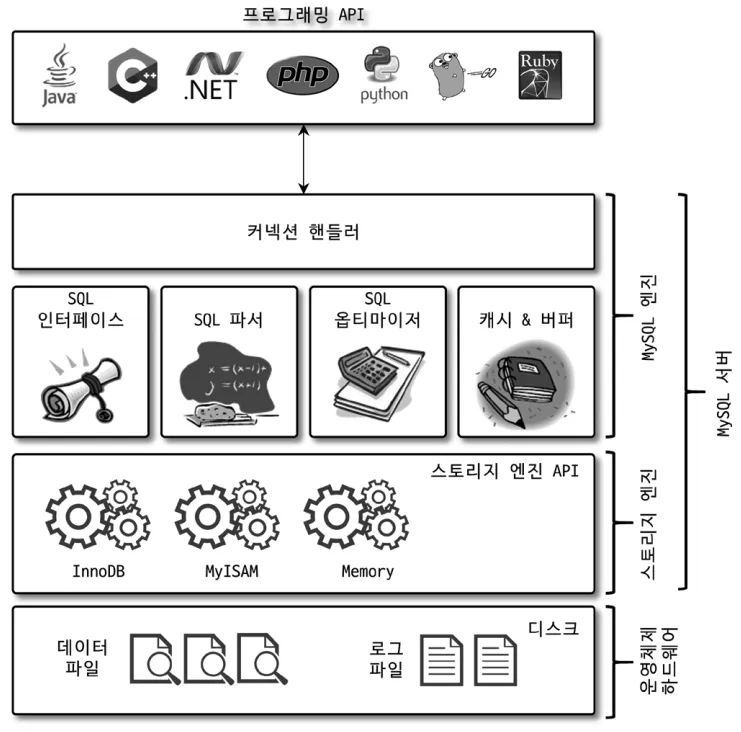 프로그래밍 API
Java
C++
.NET
php
python
GO
Ruby
커넥션 핸들러
SQL
인터페이스
SQL 파서
SQL
옵티마이저
캐시 & 버퍼
x =(x-1)+
y =(x+1)
MySQL 엔진
스토리지 엔진 API
InnoDB
MyISAM
Memory
스토리지 엔진
MySQL 서버
디스크
데이터
파일
로그
파일
운영체제
하드웨어